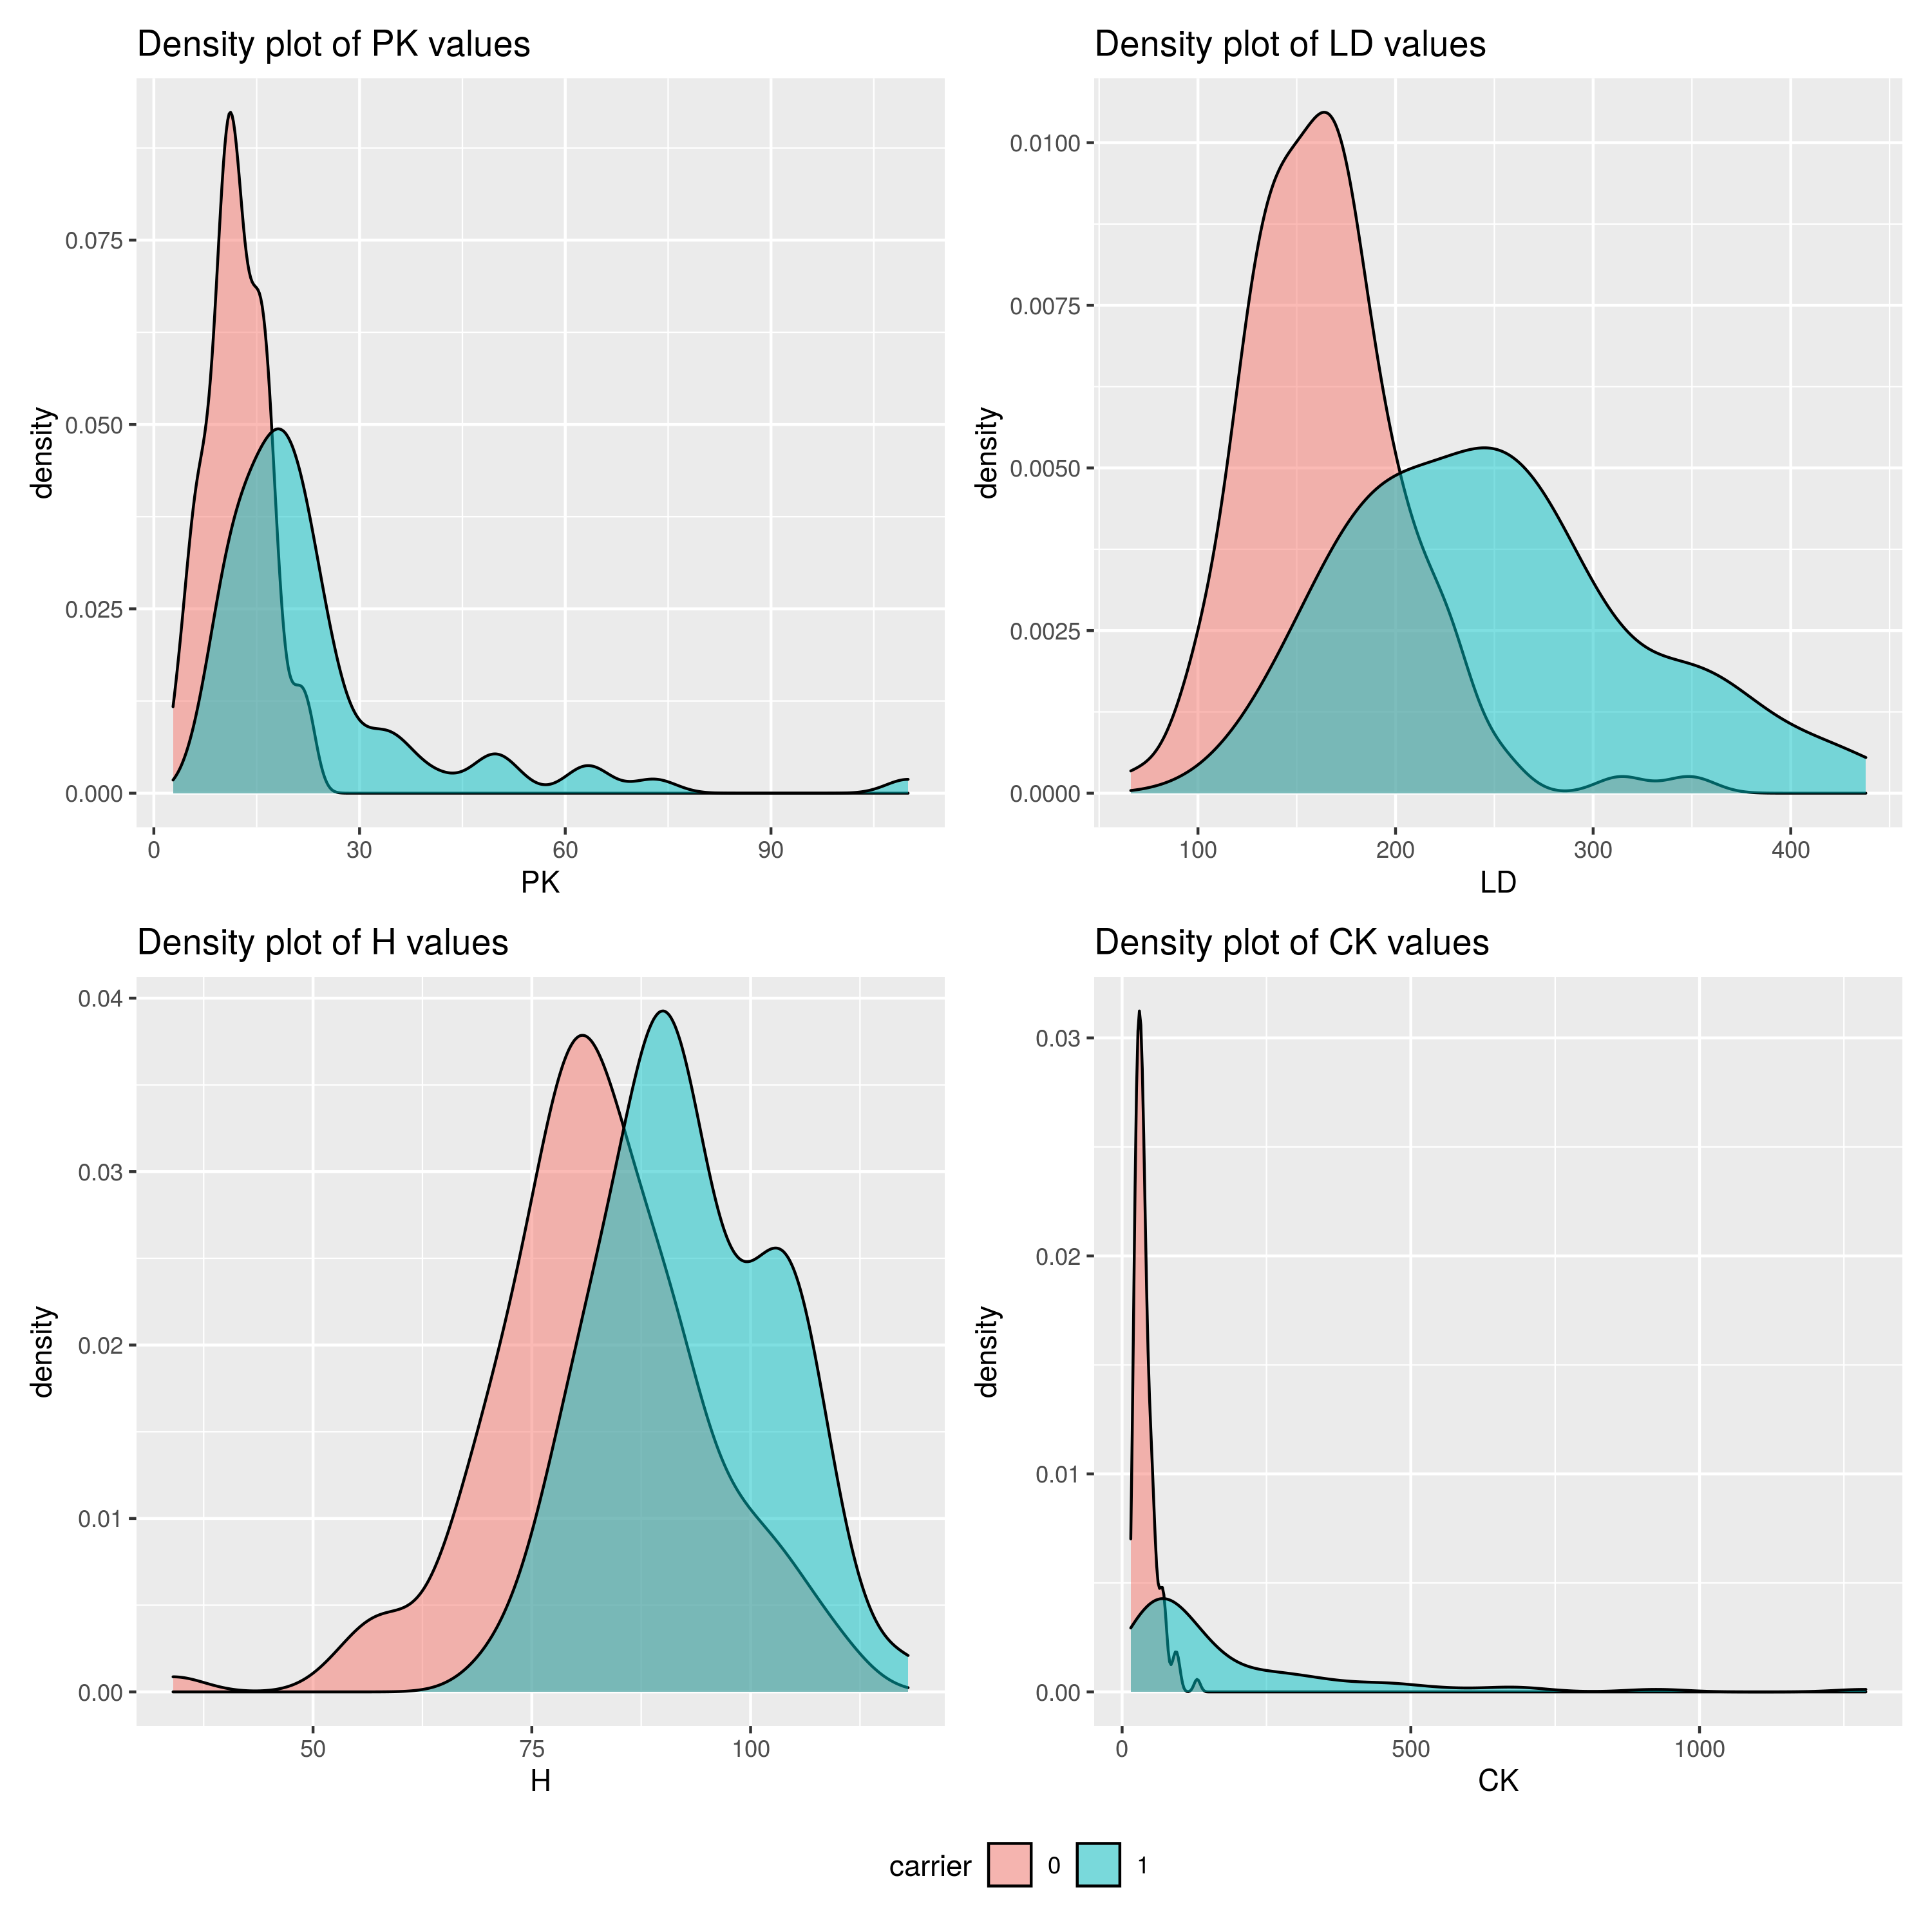 Density plot of PK values
density
0.075
0.050
0.025
0.000
0
30
60
90
PK
Density plot of LD values
density
0.0100
0.0075
0.0050
0.0025
0.0000
100
200
300
400
LD
Density plot of H values
density
0.04
0.03
0.02
0.01
0.00
50
75
100
H
Density plot of CK values
density
0.03
0.02
0.01
0.00
0
500
1000
CK
carrier 0 1